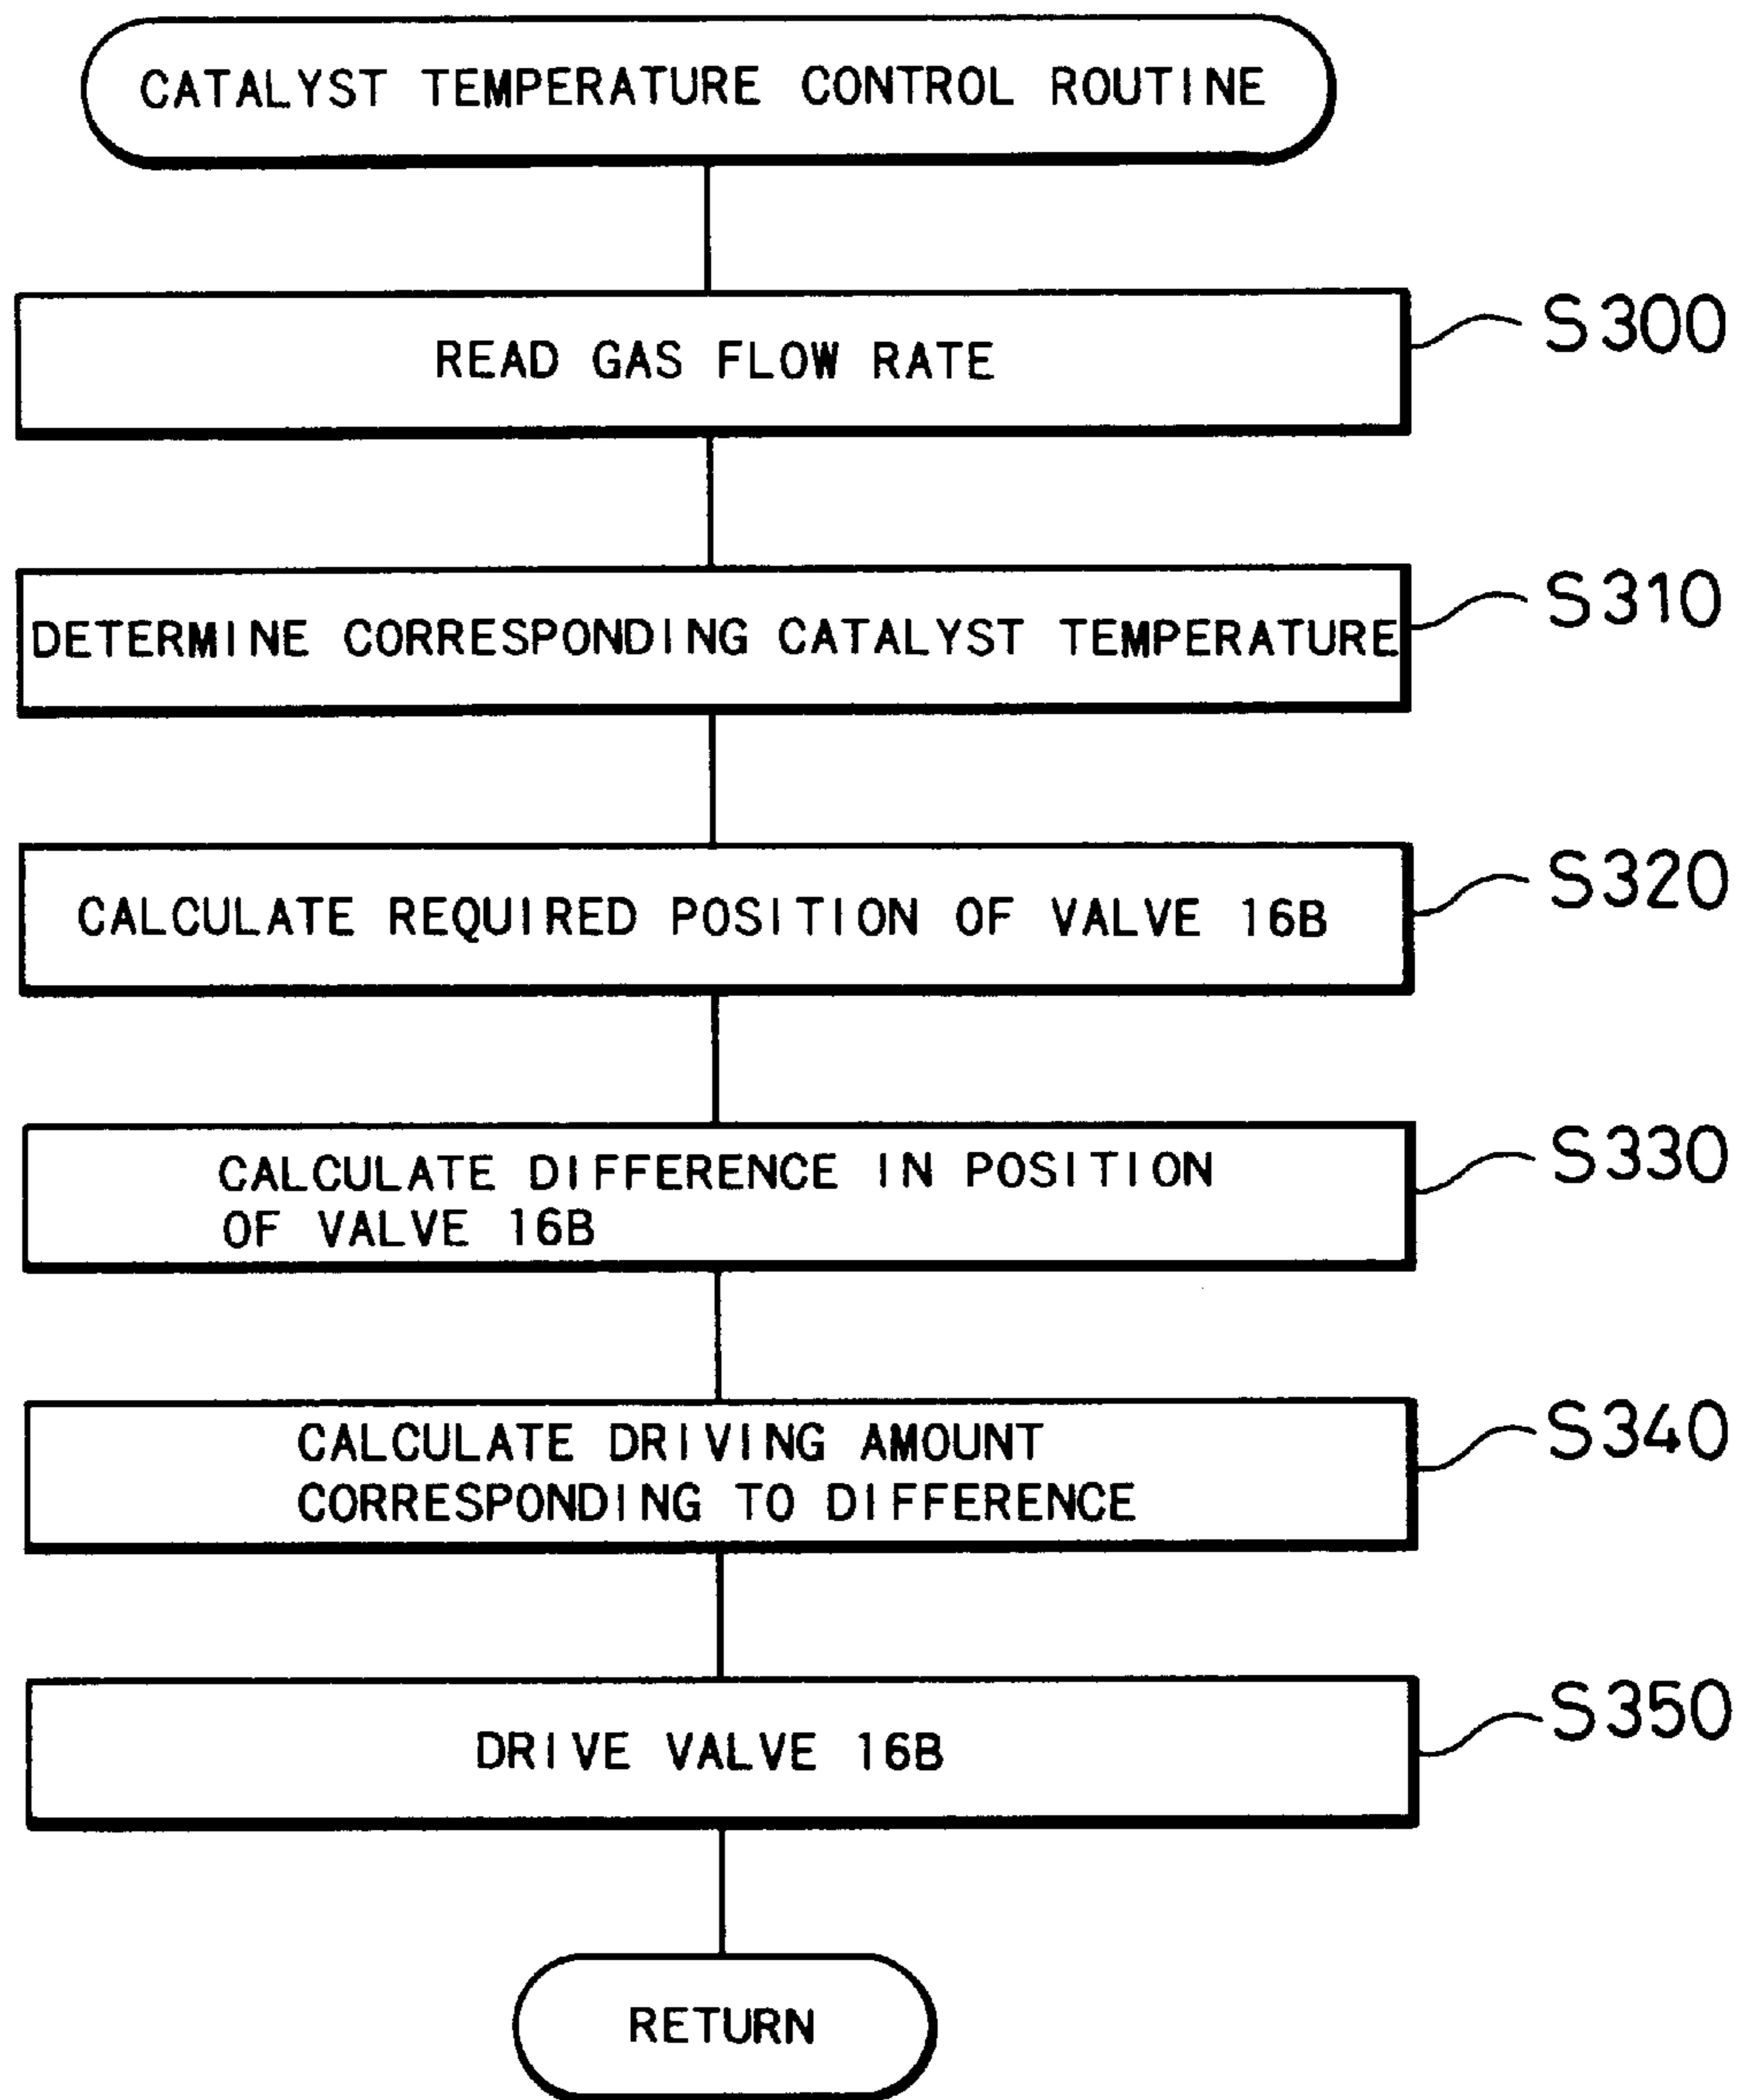 CATALYST TEMPERATURE CONTROL ROUTINE
READ GAS FLOW RATE
S300
DETERMINE CORRESPONDING CATALYST TEMPERATURE
S310
CALCULATE REQUIRED POSITION OF VALVE 16B
S320
CALCULATE DIFFERENCE IN POSITION
OF VALVE 16B
S330
CALCULATE DRIVING AMOUNT
CORRESPONDING TO DIFFERENCE
S340
DRIVE VALVE 16B
S350
RETURN